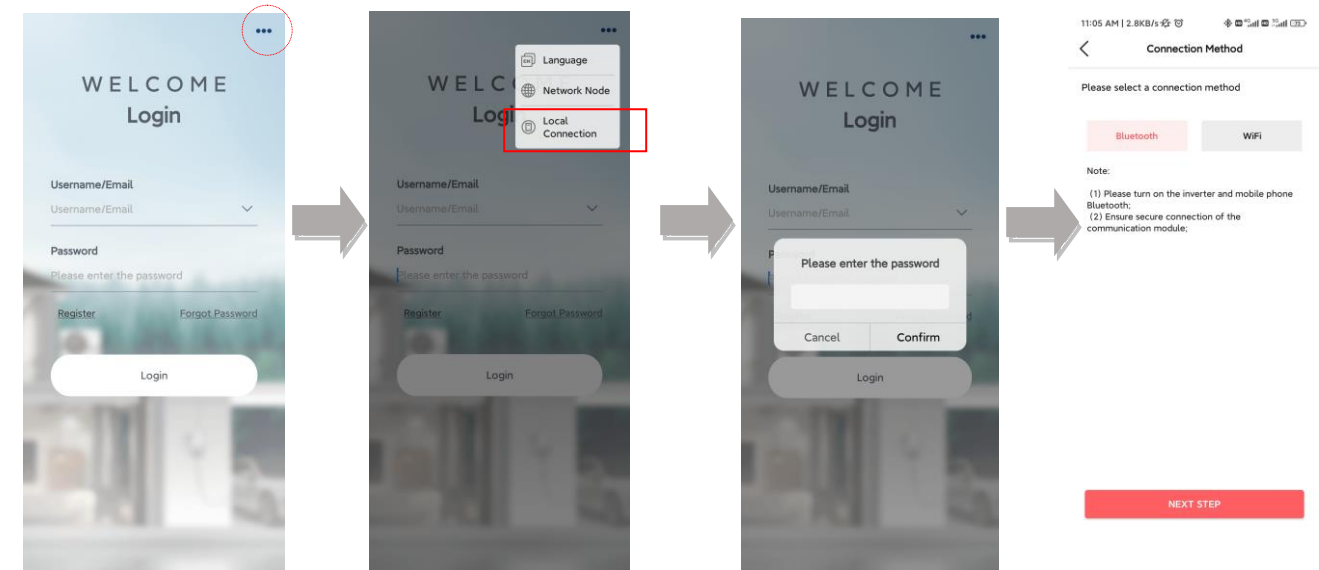 •••
WELCOME
Login
Username/Email
Username/Email
Password
Please enter the password
Register Forgot Password
Login
•••
Language
Network Node
Local
Connection
WELC
Logi
Username/Email
Username/Email
Password
Please enter the password
Register Forgot Password
Login
•••
WELCOME
Login
Username/Email
Username/Email
P
Please enter the password
Cancel Confirm
d
Login
11:05 AM | 2.8KB/s
Connection Method
Please select a connection method
Bluetooth WiFi
Note:
(1) Please turn on the inverter and mobile phone
Bluetooth;
(2) Ensure secure connection of the
communication module;
NEXT STEP